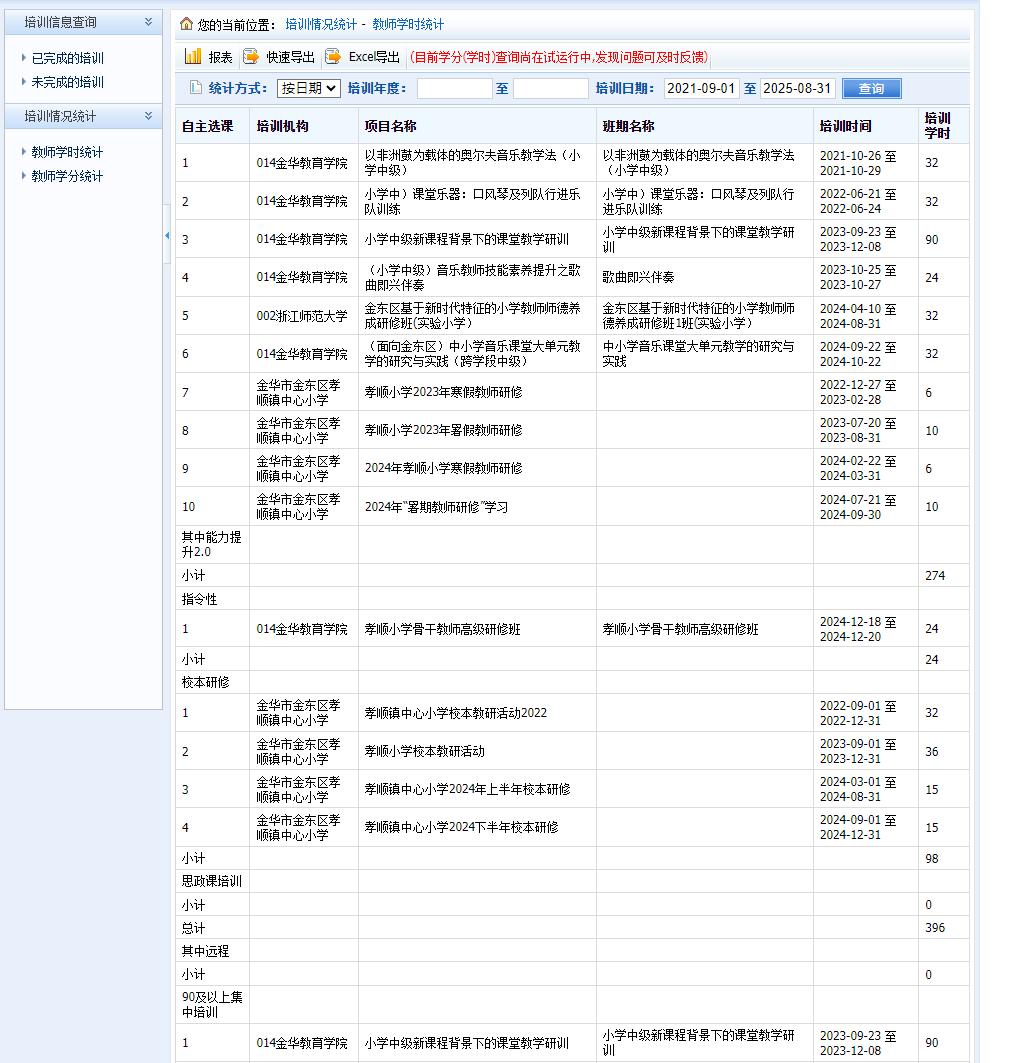 培训信息查询
已完成的培训
未完成的培训
培训情况统计
教师学时统计
教师学分统计
您的当前位置： 培训情况统计 - 教师学时统计
报表 快速导出 Excel导出 (目前学分(学时)查询尚在试运行中,发现问题可及时反馈)
统计方式： 按日期 培训年度： 至 培训日期： 2021-09-01 至 2025-08-31 查询
自主选课 培训机构 项目名称 班期名称 培训时间 培训
学时
1 014金华教育学院 以非洲鼓为载体的奥尔夫音乐教学法（小 以非洲鼓为载体的奥尔夫音乐教学法 2021-10-26 至 32
学中级） （小学中级） 2021-10-29
2 014金华教育学院 小学中）课堂乐器：口风琴及列队行进乐 小学中）课堂乐器：口风琴及列队行 2022-06-21 至 32
队训练 进乐队训练 2022-06-24
3 014金华教育学院 小学中级新课程背景下的课堂教学研训 小学中级新课程背景下的课堂教学研 2023-09-23 至 90
训 2023-12-08
4 014金华教育学院 （小学中级）音乐教师技能素养提升之歌 歌曲即兴伴奏 2023-10-25 至 24
曲即兴伴奏 2023-10-27
5 002浙江师范大学 金东区基于新时代特征的小学教师师德养 金东区基于新时代特征的小学教师师 2024-04-10 至 32
成研修班(实验小学） 德养成研修班1班(实验小学） 2024-08-31
6 014金华教育学院 （面向金东区）中小学音乐课堂大单元教 中小学音乐课堂大单元教学的研究与 2024-09-22 至 32
学的研究与实践（跨学段中级） 实践 2024-10-22
7 金华市金东区孝 孝顺小学2023年寒假教师研修 2022-12-27 至 6
顺镇中心小学 2023-02-28
8 金华市金东区孝 孝顺小学2023年暑假教师研修 2023-07-20 至 10
顺镇中心小学 2023-08-31
9 金华市金东区孝 2024年孝顺小学寒假教师研修 2024-02-22 至 6
顺镇中心小学 2024-03-31
10 金华市金东区孝 2024年“暑期教师研修”学习 2024-07-21 至 10
顺镇中心小学 2024-09-30
其中能力提
升2.0
小计 274
指令性
1 014金华教育学院 孝顺小学骨干教师高级研修班 孝顺小学骨干教师高级研修班 2024-12-18 至 24
2024-12-20
小计 24
校本研修
1 金华市金东区孝 孝顺镇中心小学校本教研活动2022 2022-09-01 至 32
顺镇中心小学 2022-12-31
2 金华市金东区孝 孝顺小学校本教研活动 2023-09-01 至 36
顺镇中心小学 2023-12-31
3 金华市金东区孝 孝顺镇中心小学2024年上半年校本研修 2024-03-01 至 15
顺镇中心小学 2024-08-31
4 金华市金东区孝 孝顺镇中心小学2024下半年校本研修 2024-09-01 至 15
顺镇中心小学 2024-12-31
小计 98
思政课培训
小计 0
总计 396
其中远程
小计 0
90及以上集
中培训
1 014金华教育学院 小学中级新课程背景下的课堂教学研训 小学中级新课程背景下的课堂教学研 2023-09-23 至 90
训 2023-12-08